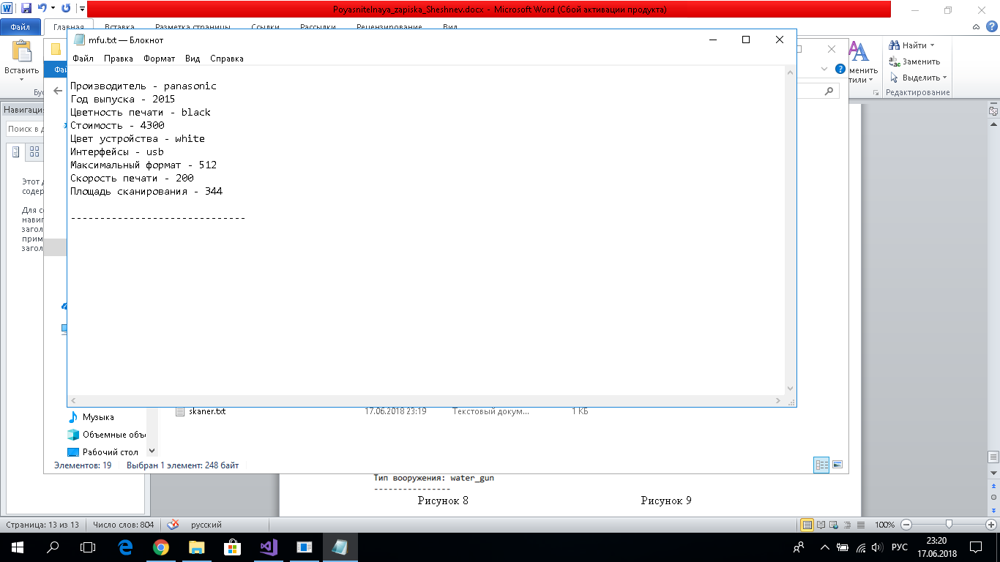 Poyasnitelnaya_zapiska_Sheshnev.docx - Microsoft Word (Сбой активации продукта)
Файл Главная Вставка Разметка страницы Ссылки Рассылки Рецензирование Вид
mfu.txt — Блокнот
Файл Правка Формат Вид Справка
Производитель - panasonic
Год выпуска - 2015
Цветность печати - black
Стоимость - 4300
Цвет устройства - white
Интерфейсы - usb
Максимальный формат - 512
Скорость печати - 200
Площадь сканирования - 344
------------------------------
Вставить
Найти
Заменить
Выделить
Редактирование
Поиск в д
Этот д
содер
Для с
навиг
загол
прим
загол
skaner.txt 17.06.2018 23:19 Текстовый докум... 1 КБ
Музыка
Объемные объ
Рабочий стол
Элементов: 19 Выбран 1 элемент: 248 байт
Тип вооружения: water_gun
----------------
Рисунок 8 Рисунок 9
Страница: 13 из 13 Число слов: 804 русский 100%
РУС 23:20
17.06.2018